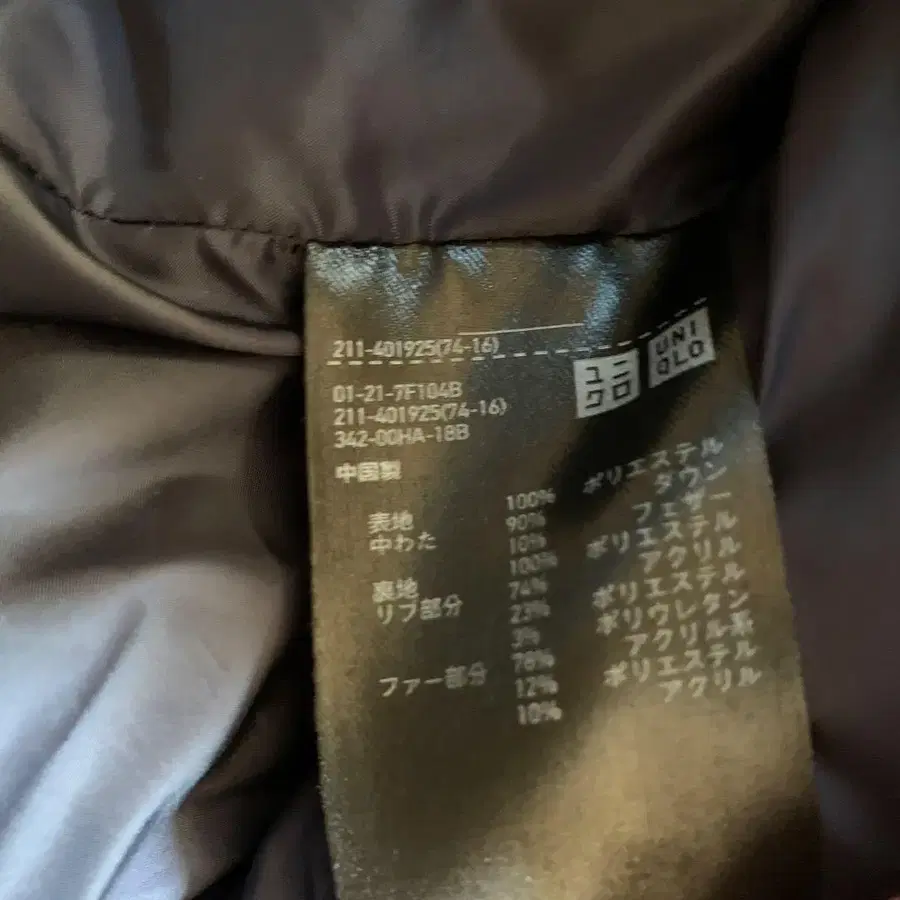 211-401925(74-16)
ユニクロ UNIQLO
01-21-7F104B
211-401925(74-16)
342-00HA-18B
中国製
表地 100% ポリエステル
中わた 90% ダウン
10% フェザー
裏地 100% ポリエステル
リブ部分 74% アクリル
23% ポリエステル
3% ポリウレタン
ファー部分 78% アクリル系
12% ポリエステル
10% アクリル